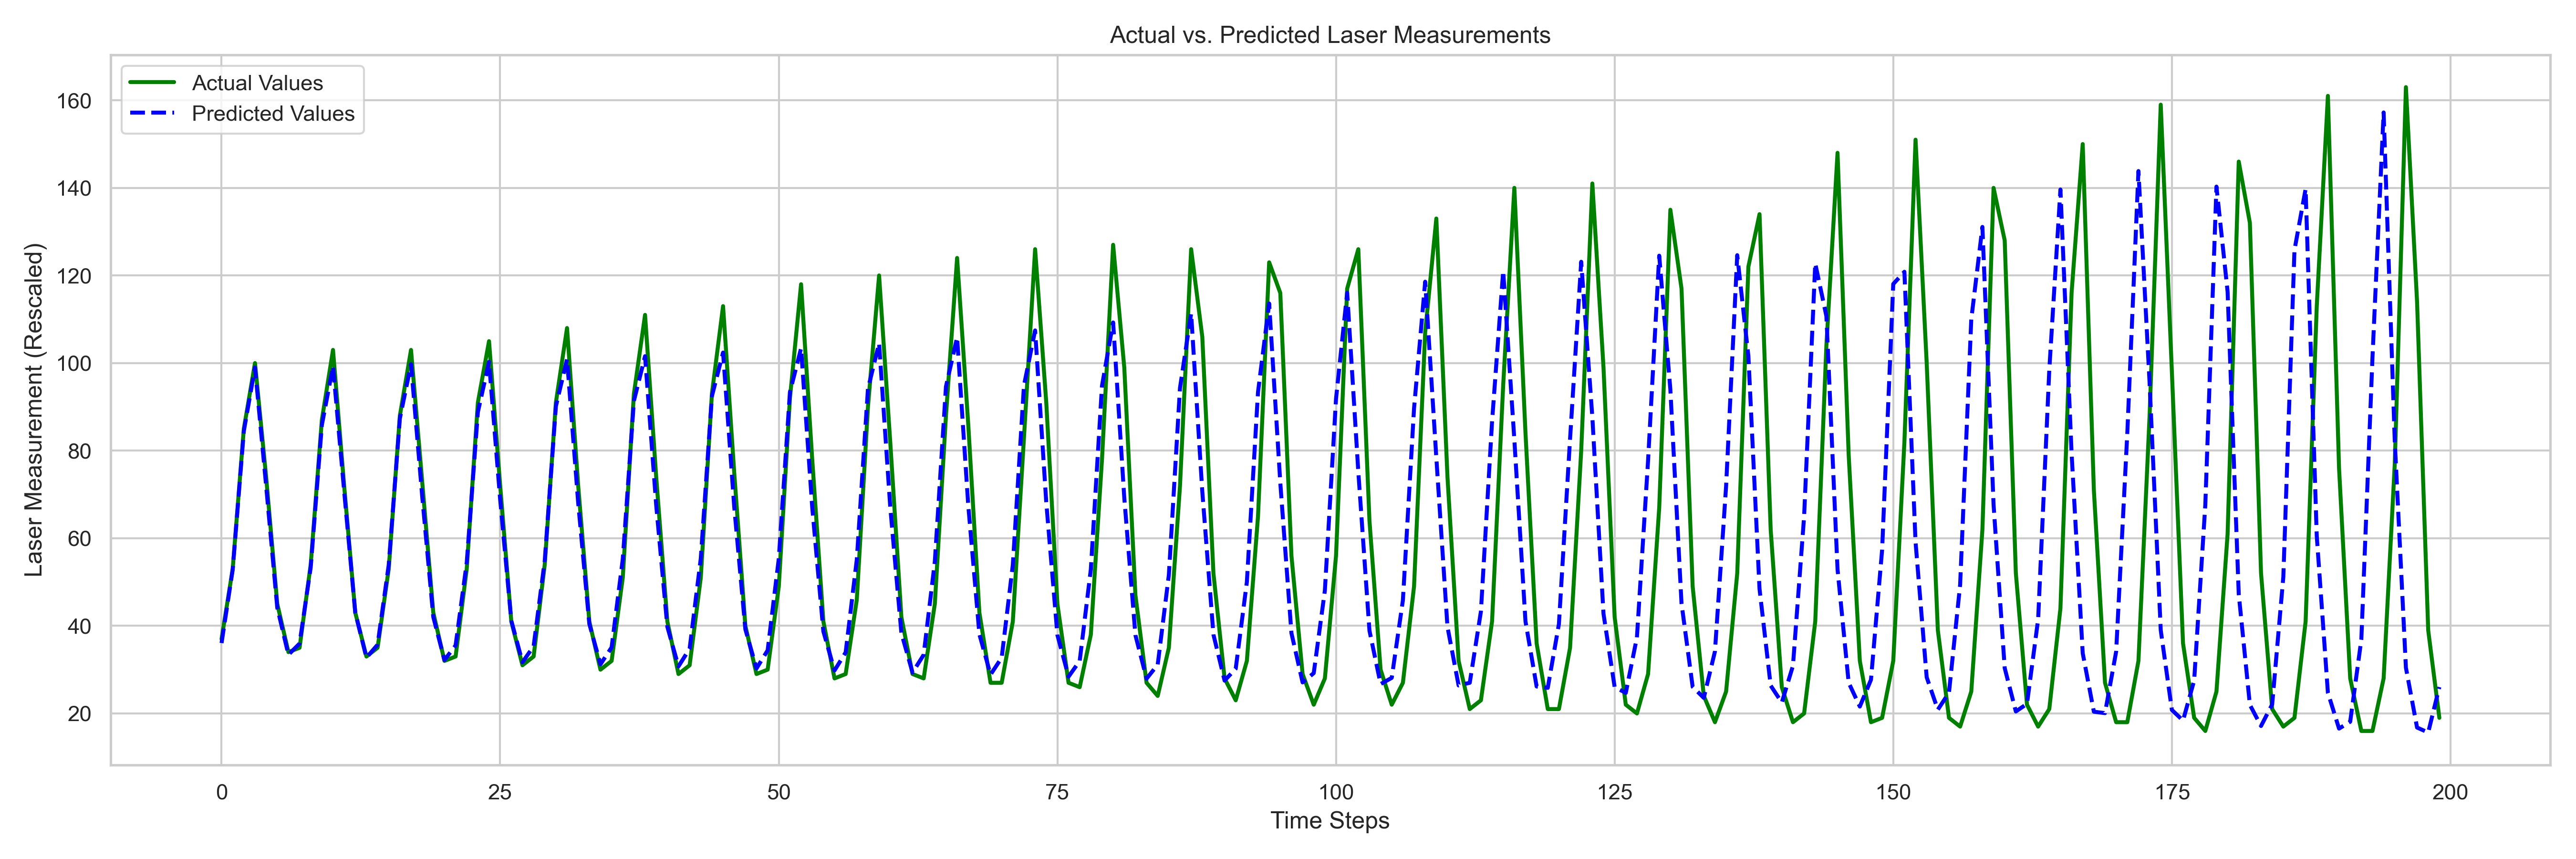 Actual vs. Predicted Laser Measurements
Actual Values
Predicted Values
Laser Measurement (Rescaled)
160
140
120
100
80
60
40
20
0 25 50 75 100 125 150 175 200
Time Steps